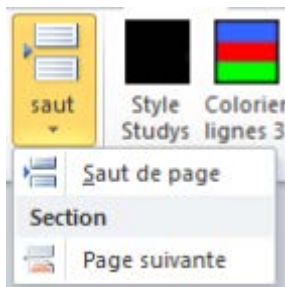 saut
Style Colorier
Studys lignes 3
Saut de page
Section
Page suivante